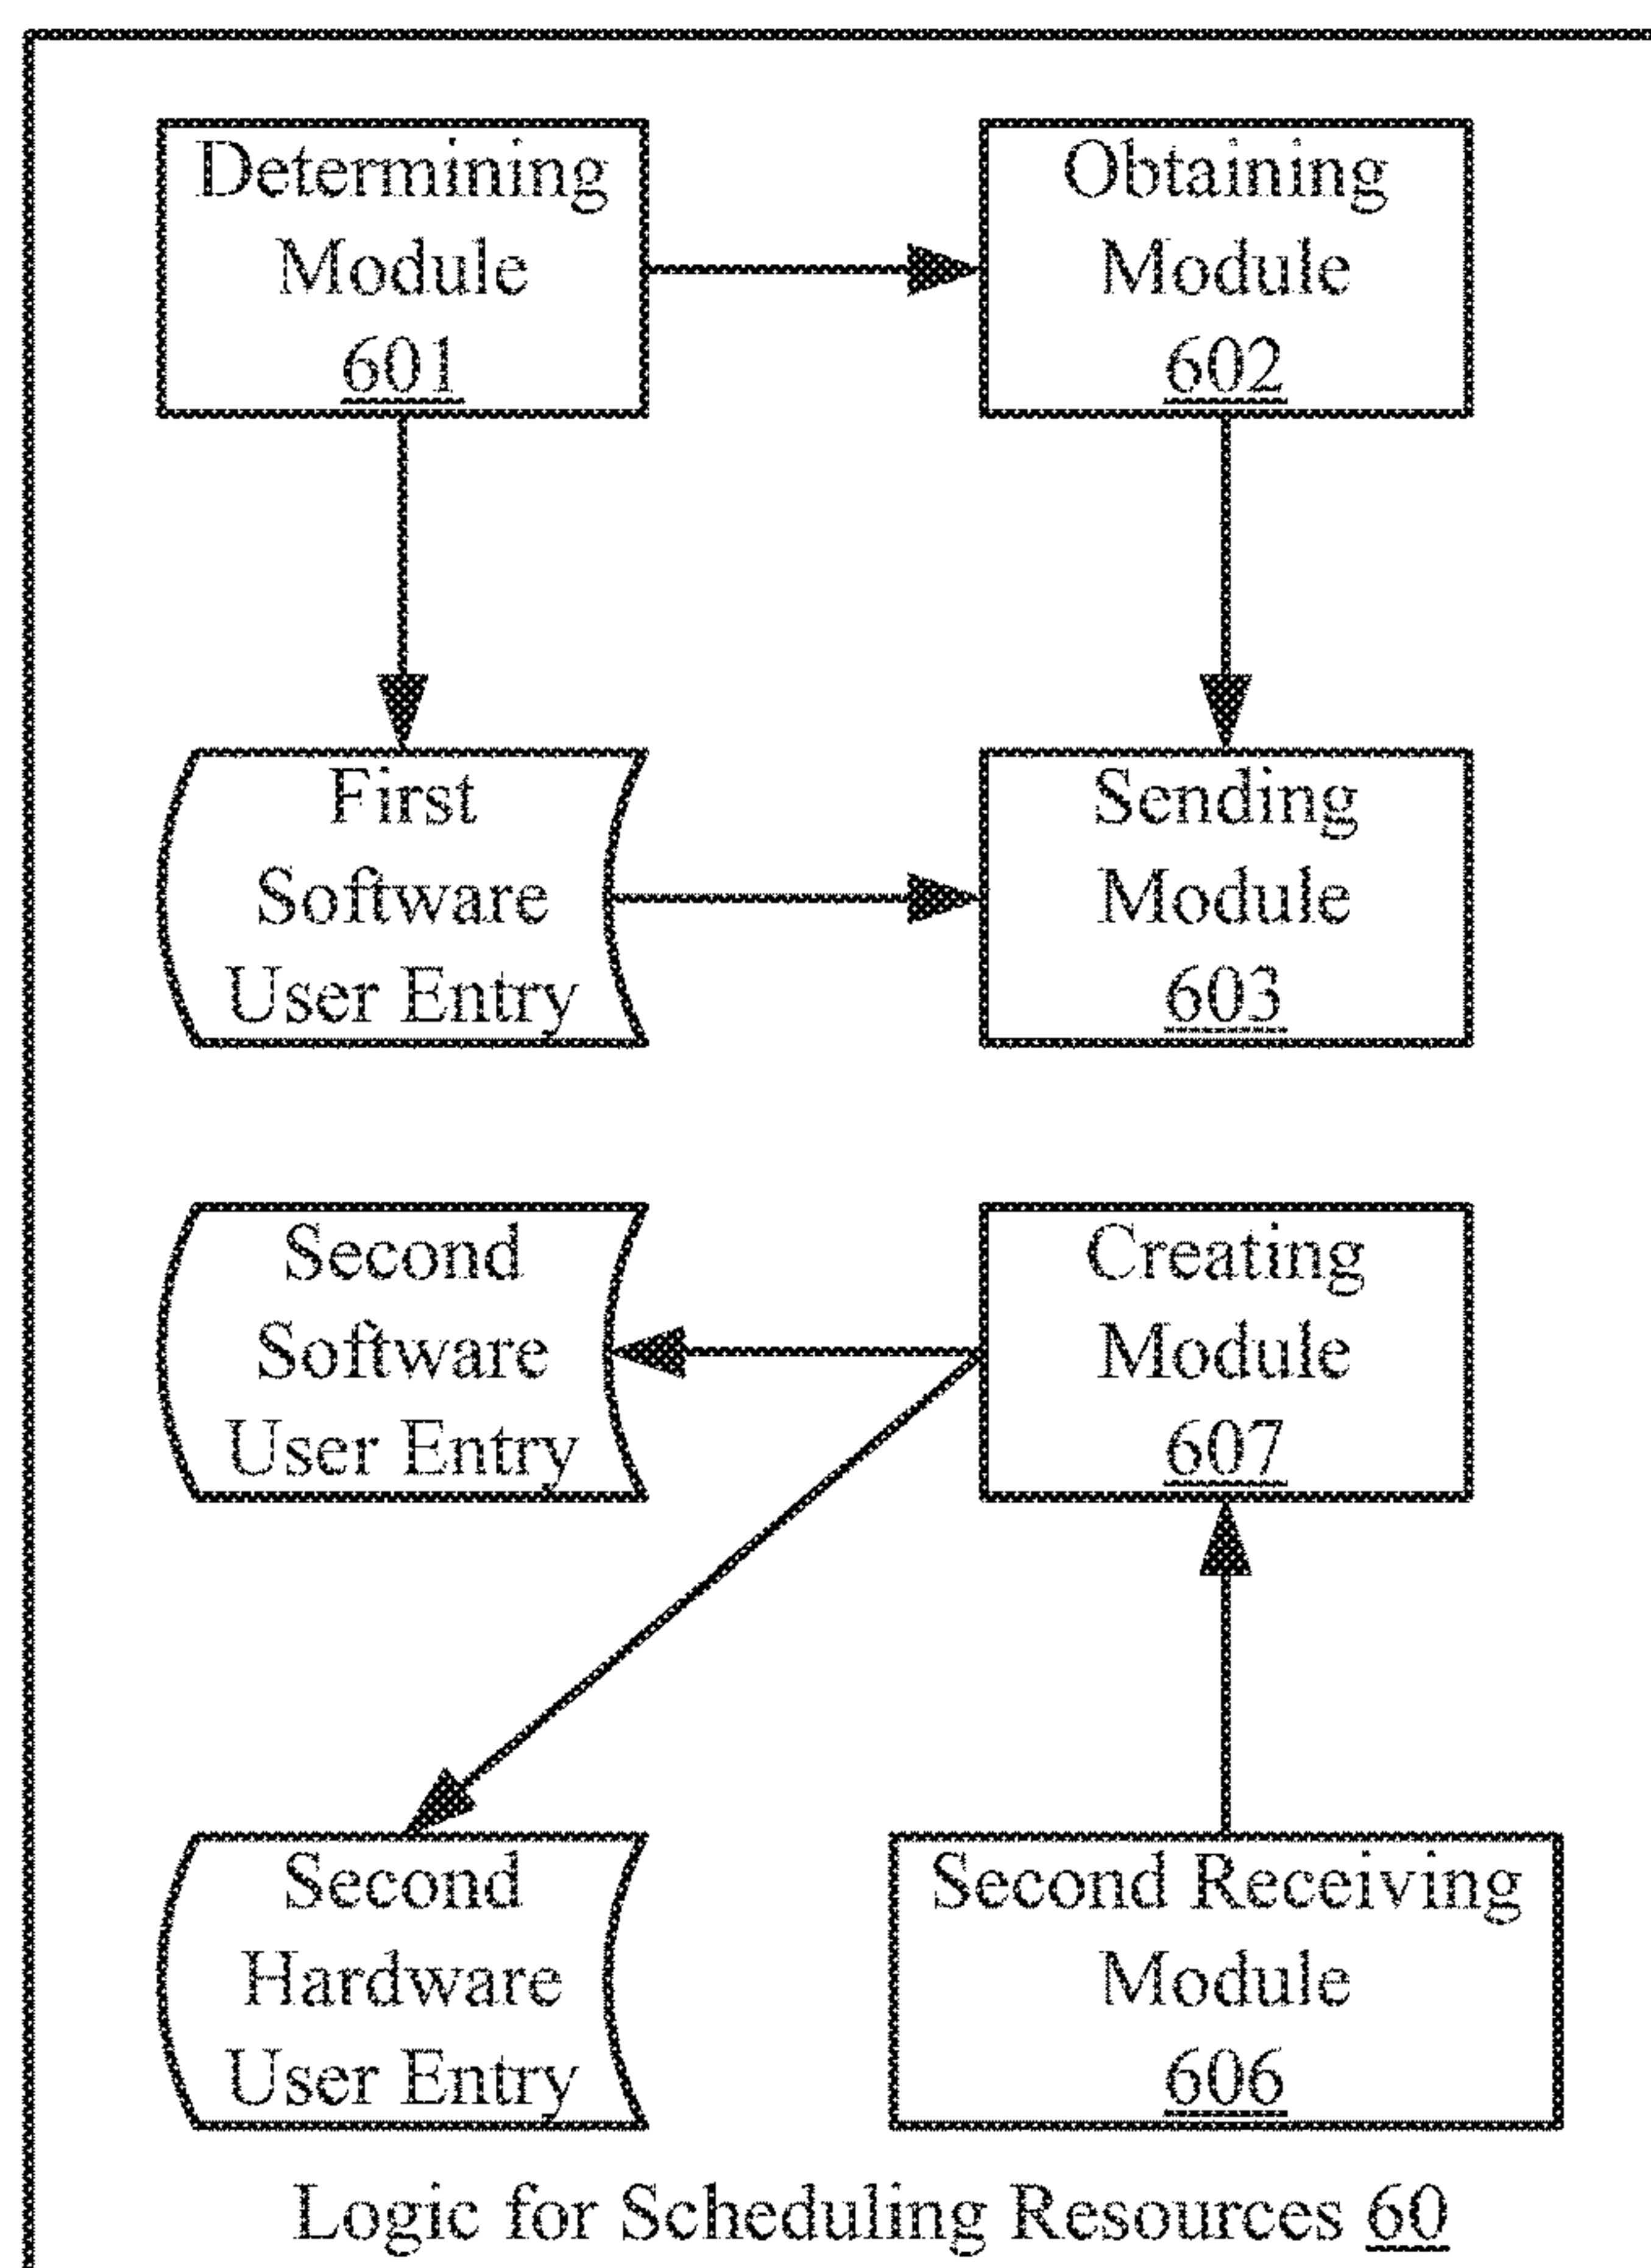 Determining
Module
601
Obtaining
Module
602
First
Software
User Entry
Sending
Module
603
Second
Software
User Entry
Creating
Module
607
Second
Hardware
User Entry
Second Receiving
Module
606
Logic for Scheduling Resources 60